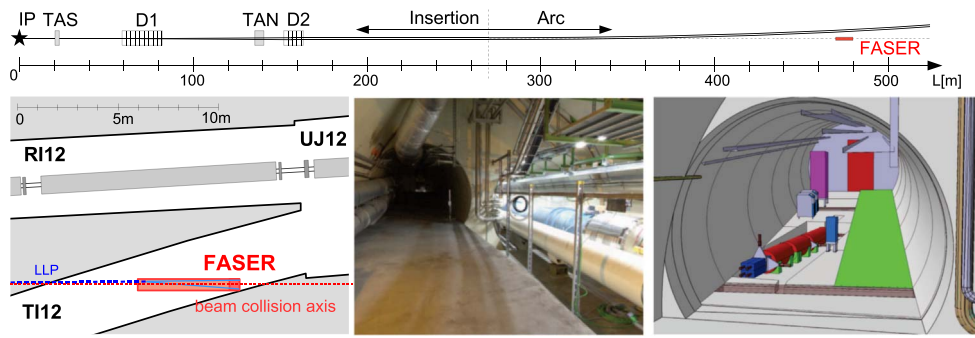 IP TAS D1 TAN D2 Insertion Arc
FASER
0 100 200 300 400 500 L[m]
0 5m 10m
RI12 UJ12
LLP FASER
TI12 beam collision axis